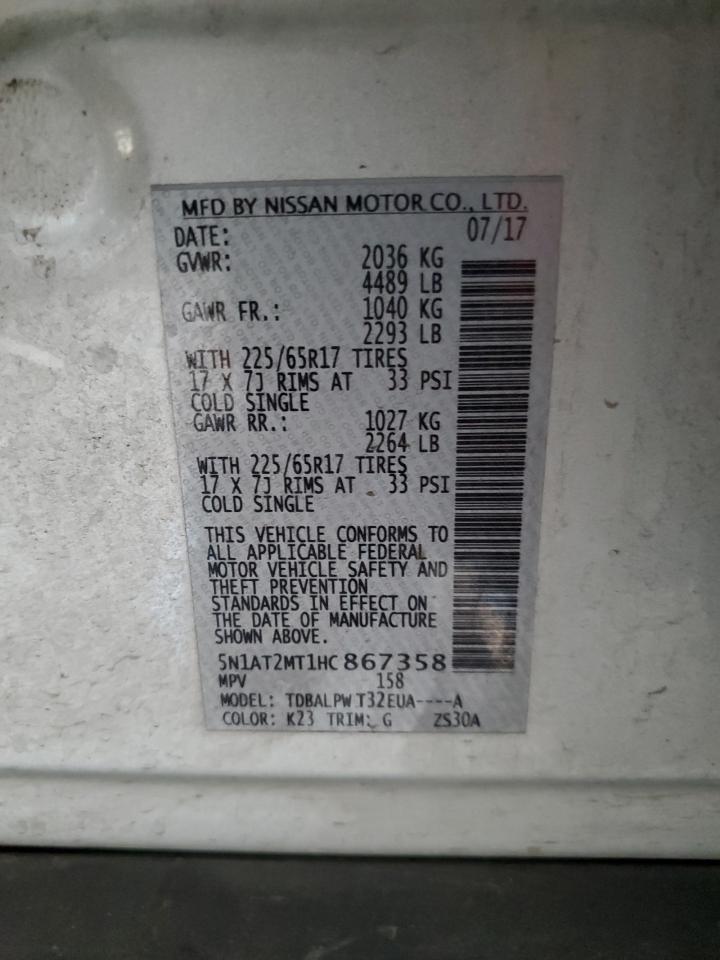 MFD BY NISSAN MOTOR CO., LTD.
DATE: 07/17
GVWR: 2036 KG
4489 LB
GAWR FR.: 1040 KG
2293 LB
WITH 225/65R17 TIRES
17 X 7J RIMS AT 33 PSI
COLD SINGLE
GAWR RR.: 1027 KG
2264 LB
WITH 225/65R17 TIRES
17 X 7J RIMS AT 33 PSI
COLD SINGLE
THIS VEHICLE CONFORMS TO
ALL APPLICABLE FEDERAL
MOTOR VEHICLE SAFETY AND
THEFT PREVENTION
STANDARDS IN EFFECT ON
THE DATE OF MANUFACTURE
SHOWN ABOVE.
5N1AT2MT1HC867358
MPV 158
MODEL: TDBALPW T32EUA----A
COLOR: K23 TRIM: G ZS30A